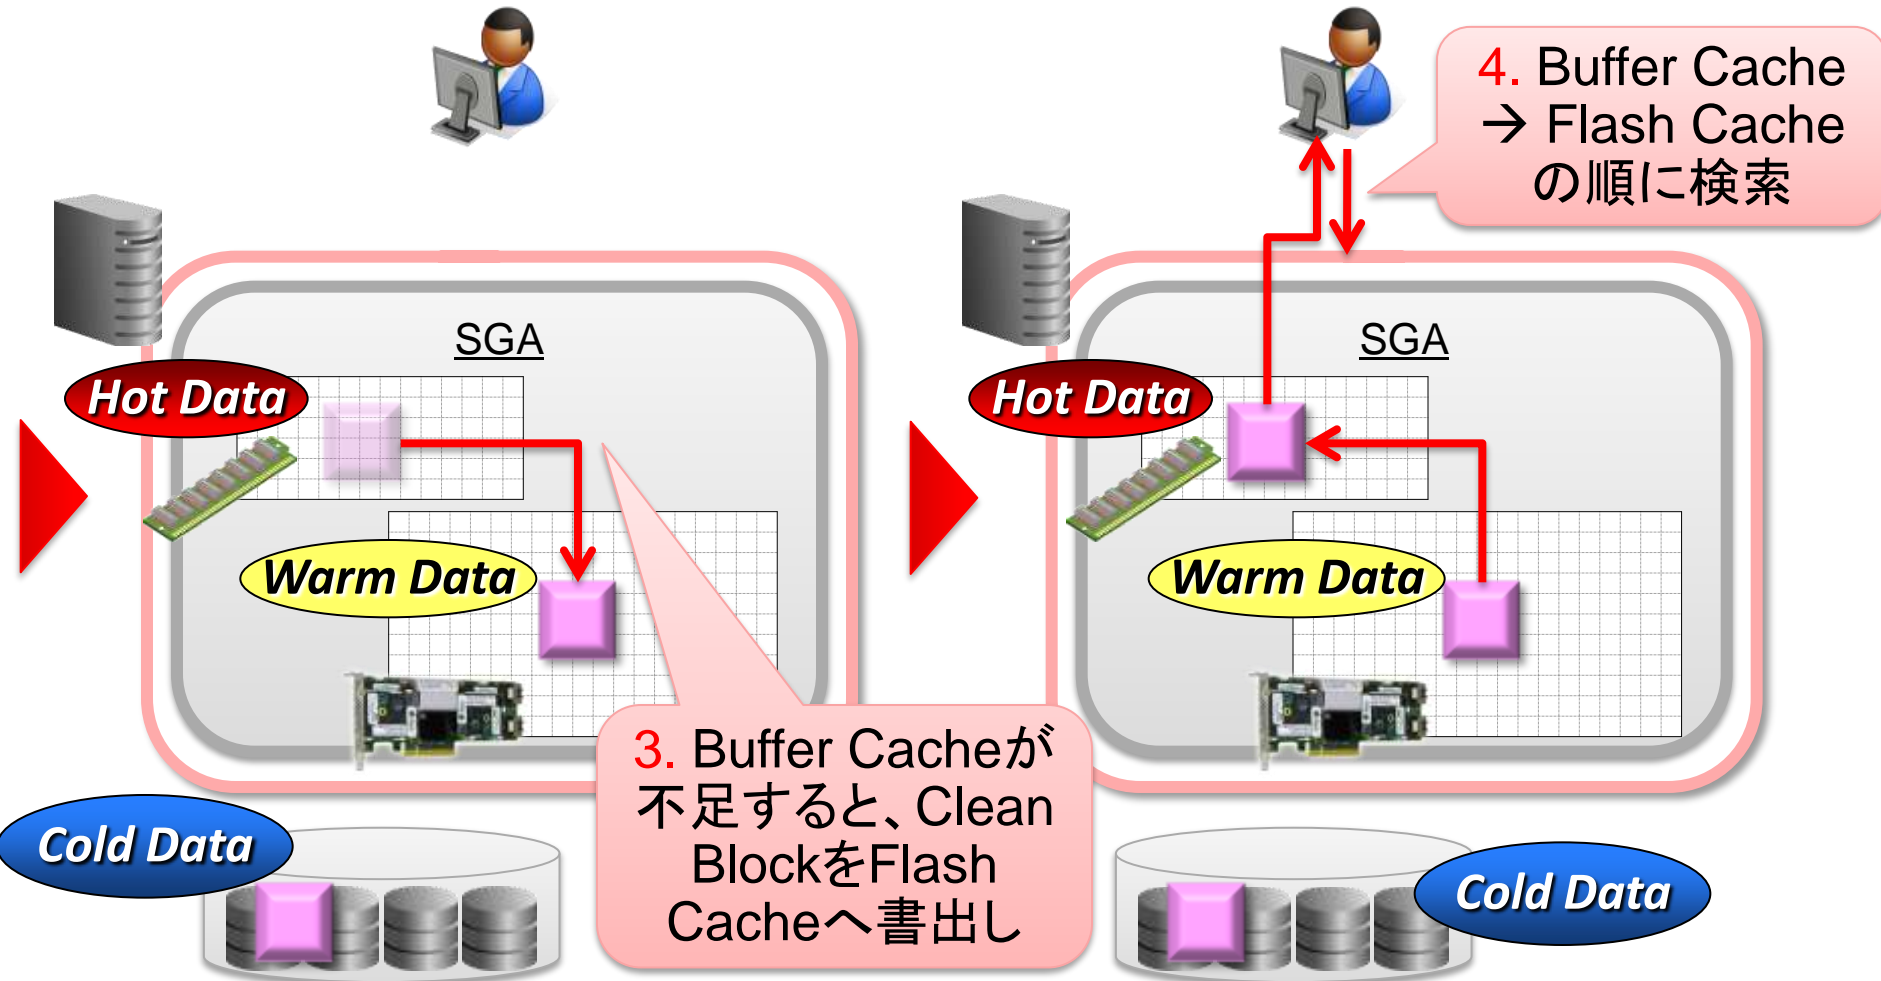 SGA
Hot Data
Warm Data
Cold Data
3. Buffer Cacheが
不足すると、Clean
BlockをFlash
Cacheへ書出し
4. Buffer Cache
→ Flash Cache
の順に検索
SGA
Hot Data
Warm Data
Cold Data